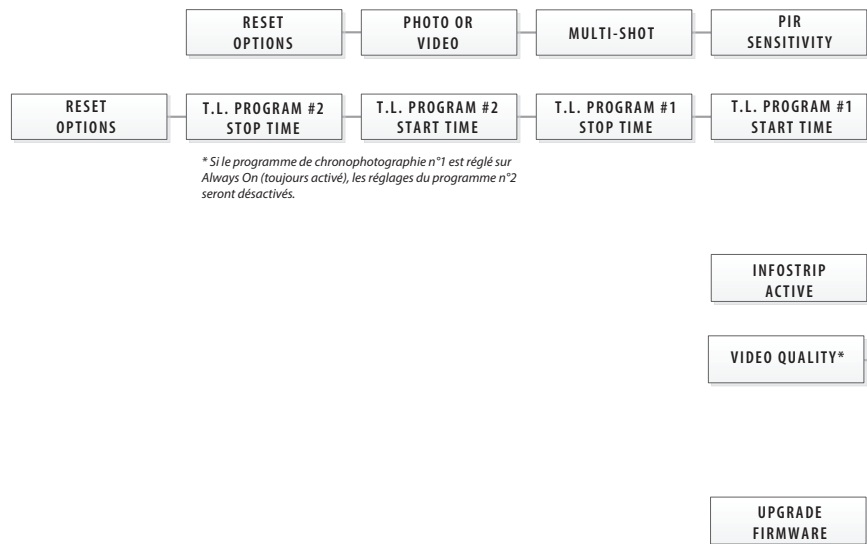 RESET
OPTIONS
PHOTO OR
VIDEO
MULTI-SHOT
PIR
SENSITIVITY
RESET
OPTIONS
T.L. PROGRAM #2
STOP TIME
T.L. PROGRAM #2
START TIME
T.L. PROGRAM #1
STOP TIME
T.L. PROGRAM #1
START TIME
* Si le programme de chronophotographie n°1 est réglé sur
Always On (toujours activé), les réglages du programme n°2
seront désactivés.
INFOSTRIP
ACTIVE
VIDEO QUALITY*
UPGRADE
FIRMWARE